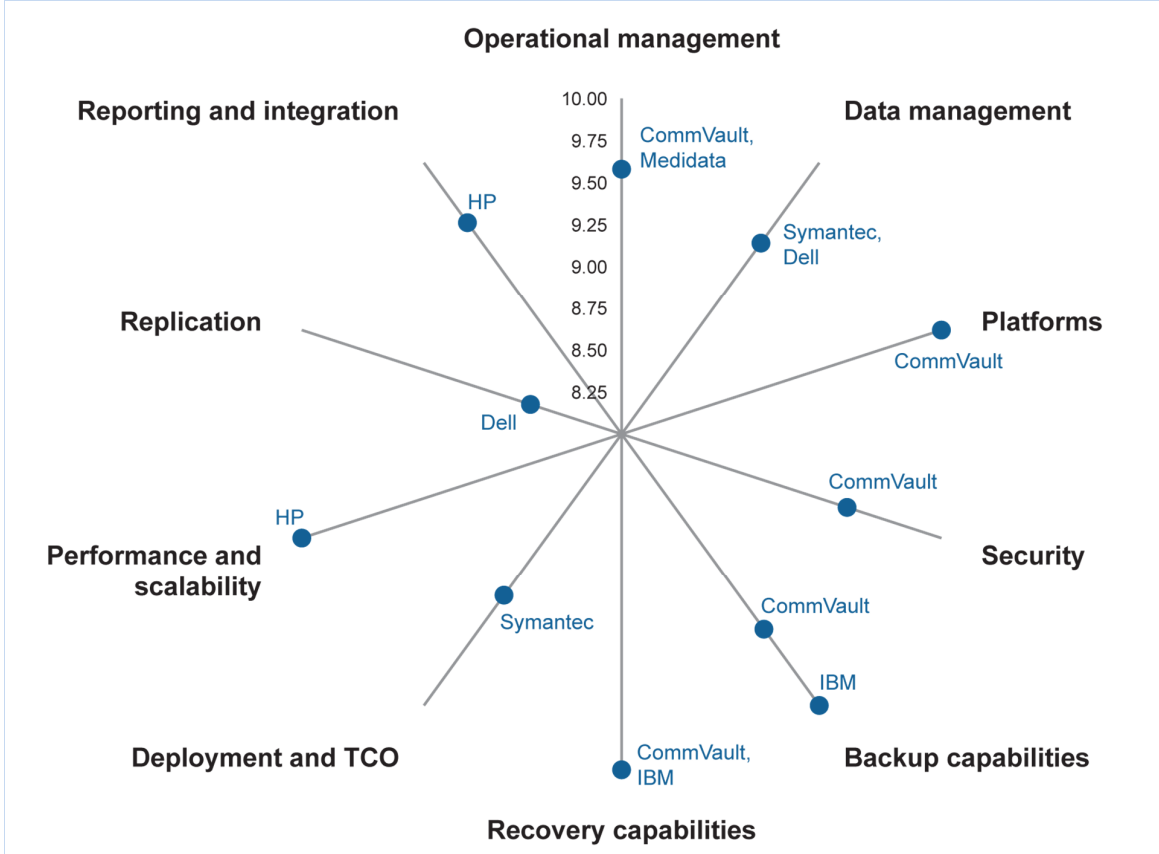 Operational management
Reporting and integration
Data management
10.00
9.75
9.50
9.25
9.00
8.75
8.50
8.25
CommVault,
Medidata
HP
Symantec,
Dell
Replication
Platforms
CommVault
Dell
CommVault
HP
Performance and
scalability
Security
Symantec
CommVault
IBM
Deployment and TCO
CommVault,
IBM
Backup capabilities
Recovery capabilities